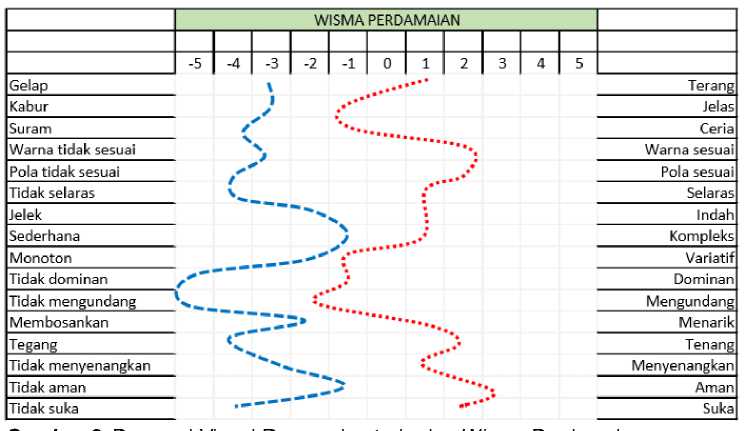 WISMA PERDAMAIAN
-5 -4 -3 -2 -1 0 1 2 3 4 5
Gelap Terang
Kabur Jelas
Suram Ceria
Warna tidak sesuai Warna sesuai
Pola tidak sesuai Pola sesuai
Tidak selaras Selaras
Jelek Indah
Sederhana Kompleks
Monoton Variatif
Tidak dominan Dominan
Tidak mengundang Mengundang
Membosankan Menarik
Tegang Tenang
Tidak menyenangkan Menyenangkan
Tidak aman Aman
Tidak suka Suka